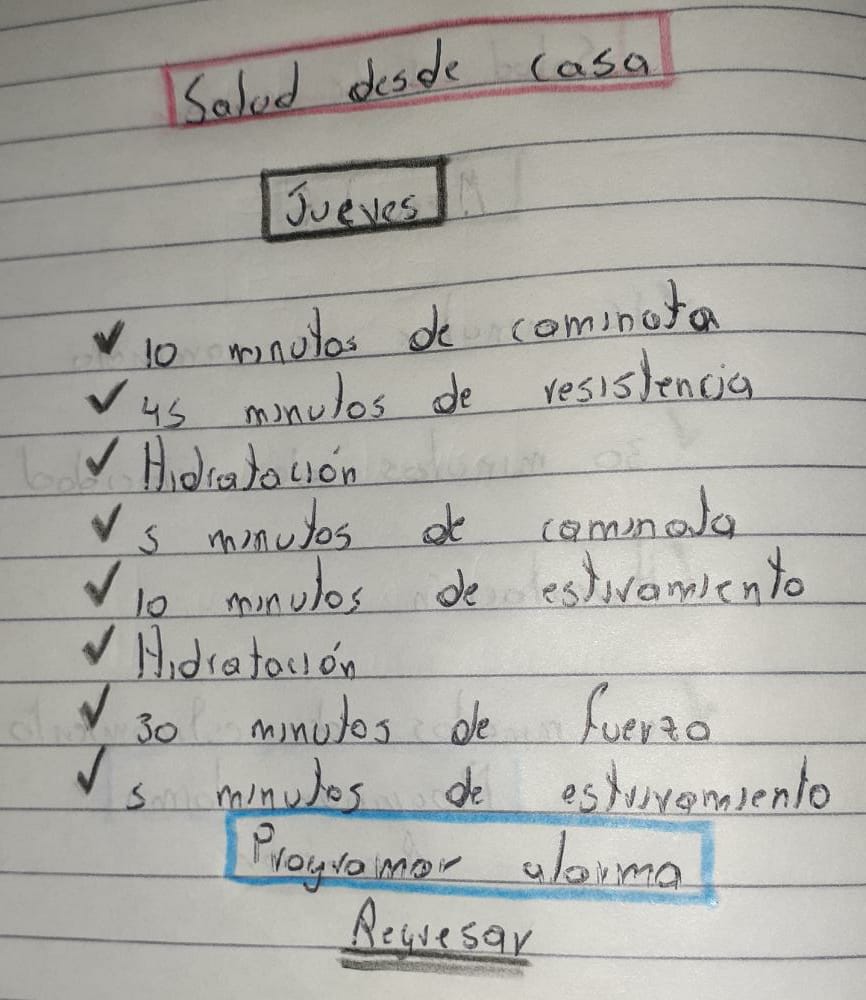 Salud desde casa
Jueves
✓ 10 minutos de caminata
✓ 45 minutos de resistencia
✓ Hidratación
✓ 5 minutos de caminata
✓ 10 minutos de estiramiento
✓ Hidratación
✓ 30 minutos de fuerza
✓ 5 minutos de estiramiento
Programar alarma
Regresar